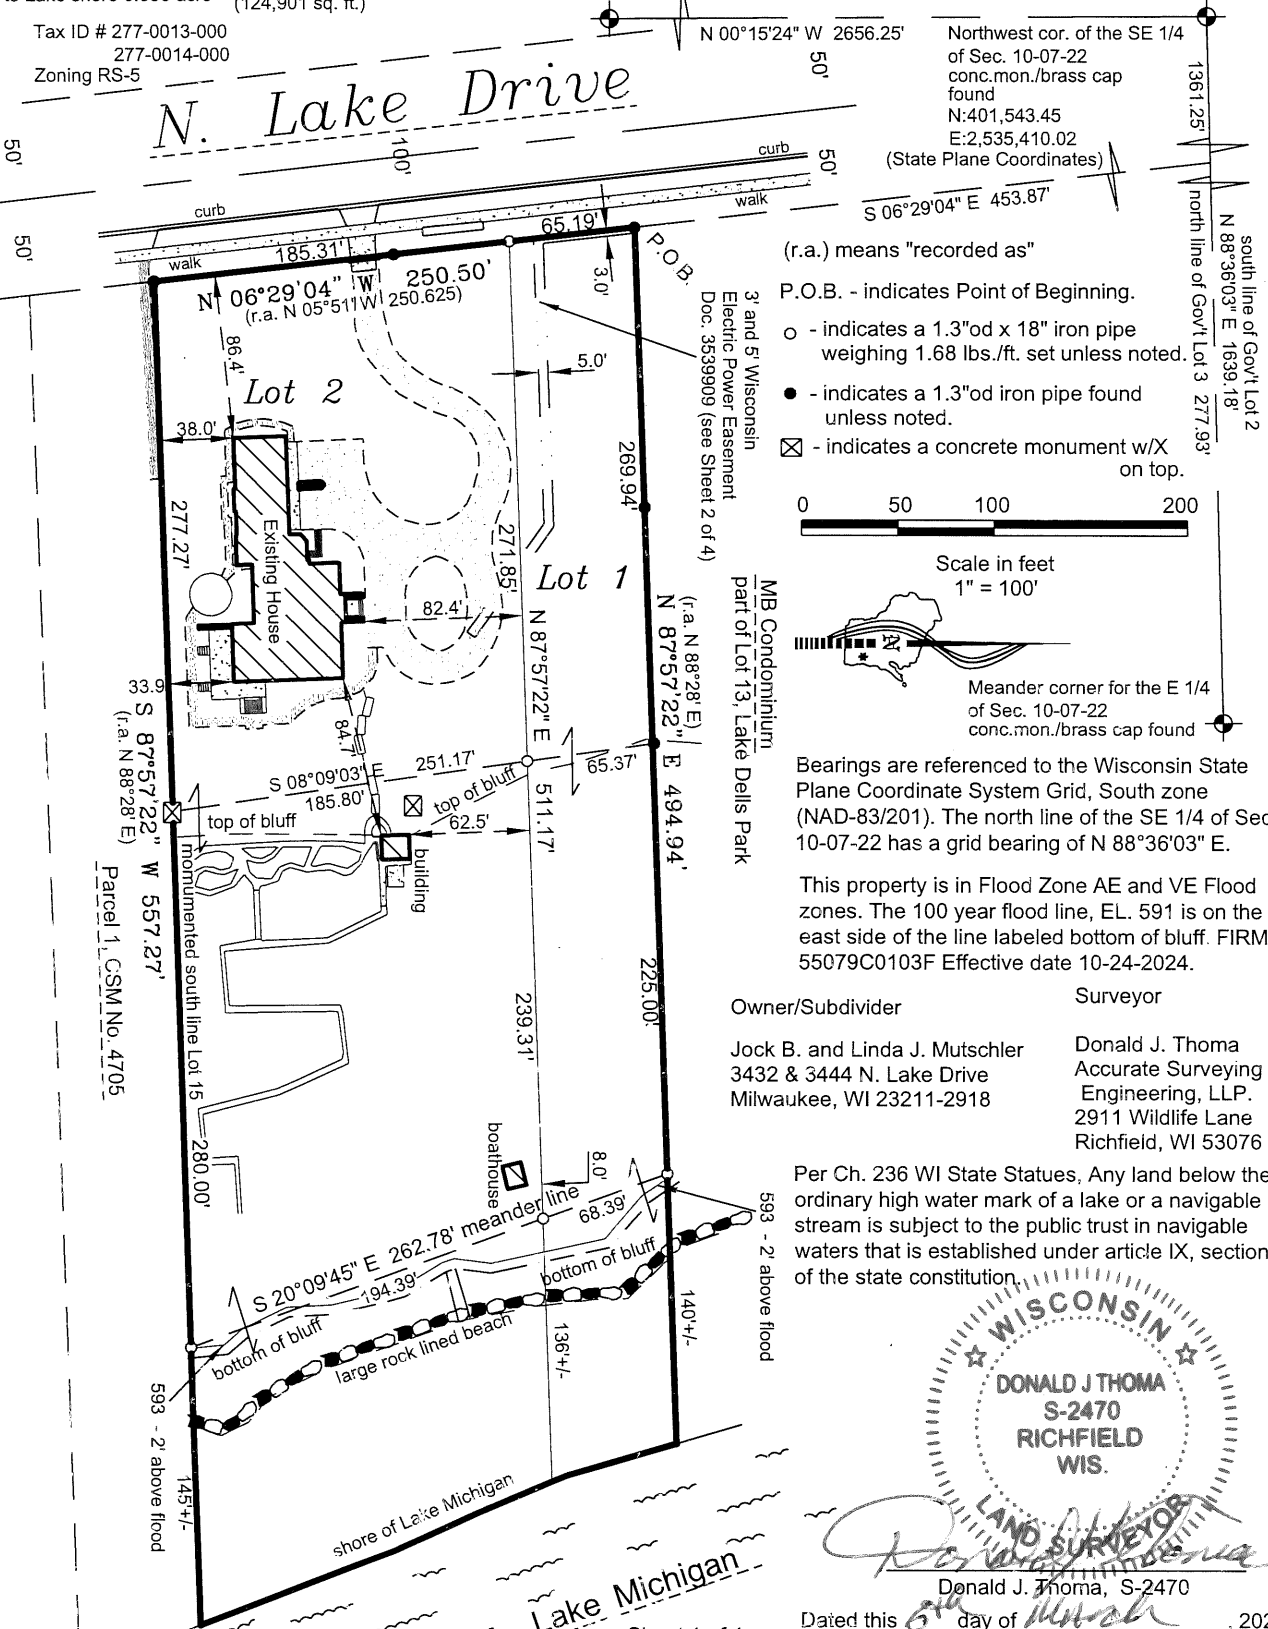 (124,901 sq. ft.)
Tax ID # 277-0013-000
277-0014-000
Zoning RS-5
N. Lake Drive
50'
100'
50'
50'
50'
N 00°15'24" W 2656.25'
Northwest cor. of the SE 1/4
of Sec. 10-07-22
conc.mon./brass cap
found
N:401,543.45
E:2,535,410.02
(State Plane Coordinates)
1361.25'
S 06°29'04" E 453.87'
curb
walk
curb
walk
185.31'
65.19'
N 06°29'04" W 250.50'
(r.a. N 05°51' W 250.625)
P.O.B.
3.0'
86.4'
5.0'
Lot 2
38.0'
277.27'
Existing House
82.4'
271.85'
Lot 1
269.94'
N 87°57'22" E
3' and 5' Wisconsin
Electric Power Easement
Doc. 3539909 (see Sheet 2 of 4)
MB Condominium
part of Lot 13, Lake Dells Park
(r.a. N 88°28' E)
N 87°57'22" E 494.94'
33.9
S 87°57'22" W 557.27'
(r.a. N 88°28' E)
84.7'
S 08°09'03" E 251.17'
185.80'
65.37'
top of bluff
top of bluff
62.5'
511.17'
building
momumented south line Lot 15
Parcel 1, CSM No. 4705
239.31'
225.00'
280.00'
boathouse
8.0'
S 20°09'45" E 262.78' meander line
68.39'
194.39'
bottom of bluff
bottom of bluff
large rock lined beach
593 - 2' above flood
593 - 2' above flood
140'+/-
136'+/-
145'+/-
shore of Lake Michigan
Lake Michigan
(r.a.) means "recorded as"
P.O.B. - indicates Point of Beginning.
- indicates a 1.3"od x 18" iron pipe
weighing 1.68 lbs./ft. set unless noted.
- indicates a 1.3"od iron pipe found
unless noted.
- indicates a concrete monument w/X
on top.
north line of Gov't Lot 3 277.93'
N 88°36'03" E 1639.18'
south line of Gov't Lot 2
0 50 100 200
Scale in feet
1" = 100'
Meander corner for the E 1/4
of Sec. 10-07-22
conc.mon./brass cap found
Bearings are referenced to the Wisconsin State
Plane Coordinate System Grid, South zone
(NAD-83/201). The north line of the SE 1/4 of Sec
10-07-22 has a grid bearing of N 88°36'03" E.
This property is in Flood Zone AE and VE Flood
zones. The 100 year flood line, EL. 591 is on the
east side of the line labeled bottom of bluff. FIRM
55079C0103F Effective date 10-24-2024.
Owner/Subdivider
Jock B. and Linda J. Mutschler
3432 & 3444 N. Lake Drive
Milwaukee, WI 23211-2918
Surveyor
Donald J. Thoma
Accurate Surveying
Engineering, LLP.
2911 Wildlife Lane
Richfield, WI 53076
Per Ch. 236 WI State Statues, Any land below the
ordinary high water mark of a lake or a navigable
stream is subject to the public trust in navigable
waters that is established under article IX, section
of the state constitution.
WISCONSIN
DONALD J THOMA
S-2470
RICHFIELD
WIS.
LAND SURVEYOR
Donald J. Thoma, S-2470
Dated this 6th day of March , 202